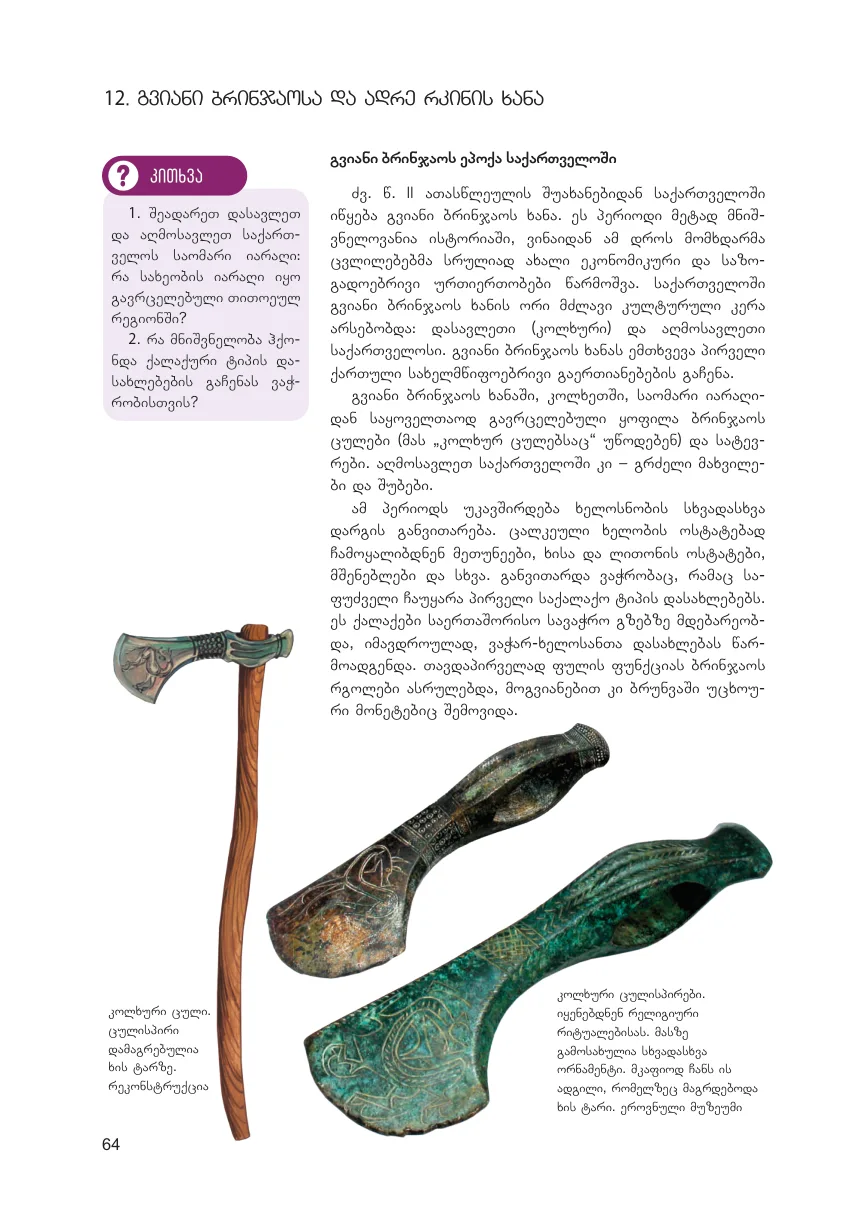 12. გვიანი ბრინჯაოსა და ადრე რკინის ხანა
? კითხვა
1. შეადარეთ დასავლეთ
და აღმოსავლეთ საქართ-
ველოს საომარი იარაღი:
რა სახეობის იარაღი იყო
გავრცელებული თითოეულ
რეგიონში?
2. რა მნიშვნელობა ჰქო-
ნდა ქალაქური ტიპის და-
სახლებების გაჩენას ვაჭ-
რობისთვის?
გვიანი ბრინჯაოს ეპოქა საქართველოში
ძვ. წ. II ათასწლეულის შუახანებიდან საქართველოში
იწყება გვიანი ბრინჯაოს ხანა. ეს პერიოდი მეტად მნიშ-
ვნელოვანია ისტორიაში, ვინაიდან ამ დროს მომხდარმა
ცვლილებებმა სრულიად ახალი ეკონომიკური და საზო-
გადოებრივი ურთიერთობები წარმოშვა. საქართველოში
გვიანი ბრინჯაოს ხანის ორი მძლავი კულტურული კერა
არსებობდა: დასავლეთი (კოლხური) და აღმოსავლეთი
საქართველოსი. გვიანი ბრინჯაოს ხანას ემთხვევა პირველი
ქართული სახელმწიფოებრივი გაერთიანებების გაჩენა.
გვიანი ბრინჯაოს ხანაში, კოლხეთში, საომარი იარაღი-
დან საყოველთაოდ გავრცელებული ყოფილა ბრინჯაოს
ცულები (მას „კოლხურ ცულებსაც“ უწოდებენ) და სატევ-
რები. აღმოსავლეთ საქართველოში კი – გრძელი მახვილე-
ბი და შუბები.
ამ პერიოდს უკავშირდება ხელოსნობის სხვადასხვა
დარგის განვითარება. ცალკეული ხელობის ოსტატებად
ჩამოყალიბდნენ მეთუნეები, ხისა და ლითონის ოსტატები,
მშენებლები და სხვა. განვითარდა ვაჭრობაც, რამაც სა-
ფუძველი ჩაუყარა პირველი საქალაქო ტიპის დასახლებებს.
ეს ქალაქები საერთაშორისო სავაჭრო გზებზე მდებარეობ-
და, იმავდროულად, ვაჭარ-ხელოსანთა დასახლებას წარ-
მოადგენდა. თავდაპირველად ფულის ფუნქციას ბრინჯაოს
რგოლები ასრულებდა, მოგვიანებით კი ბრუნვაში უცხოუ-
რი მონეტებიც შემოვიდა.
კოლხური ცული.
ცულისპირი
დამაგრებულია
ხის ტარზე.
რეკონსტრუქცია
კოლხური ცულისპირები.
იყენებდნენ რელიგიური
რიტუალებისას. მასზე
გამოსახულია სხვადასხვა
ორნამენტი. მკაფიოდ ჩანს ის
ადგილი, რომელზეც მაგრდებოდა
ხის ტარი. ეროვნული მუზეუმი
64